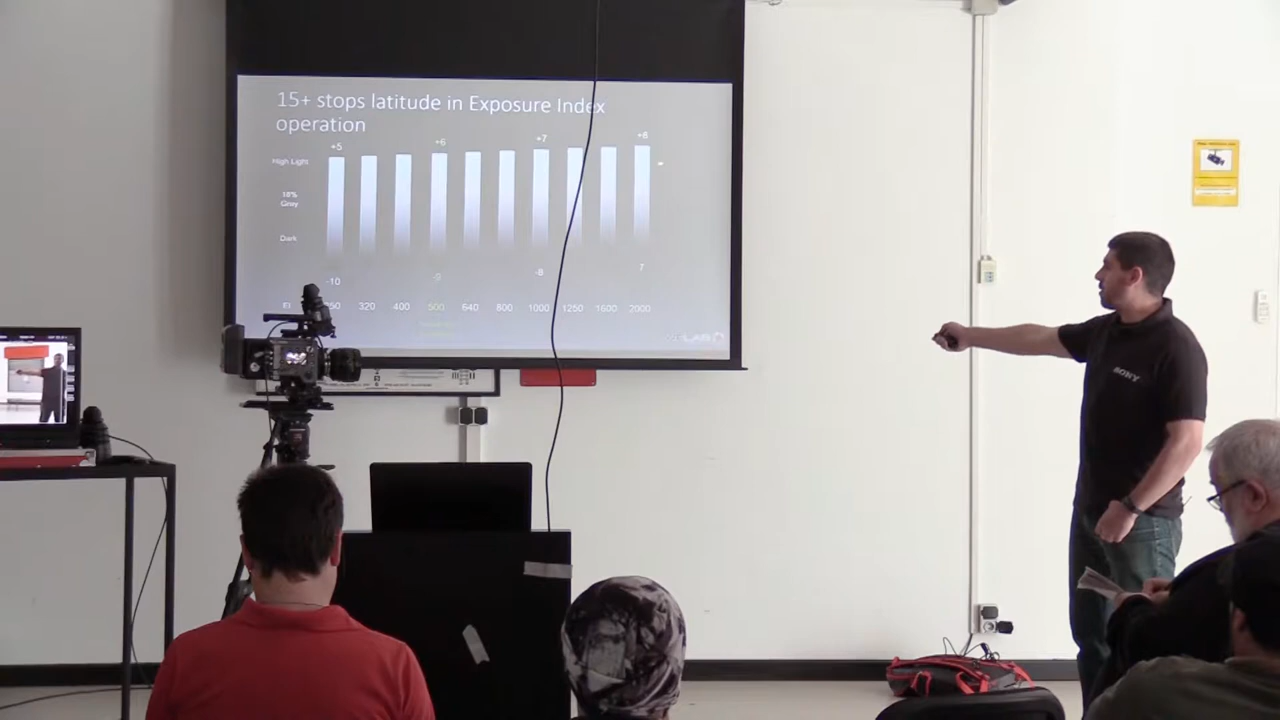 15+ stops latitude in Exposure Index
operation
+5 +6 +7 +8
High Light
18%
Grey
Dark
-10 -9 -8 7
EI 250 320 400 500 640 800 1000 1250 1600 2000
SONY